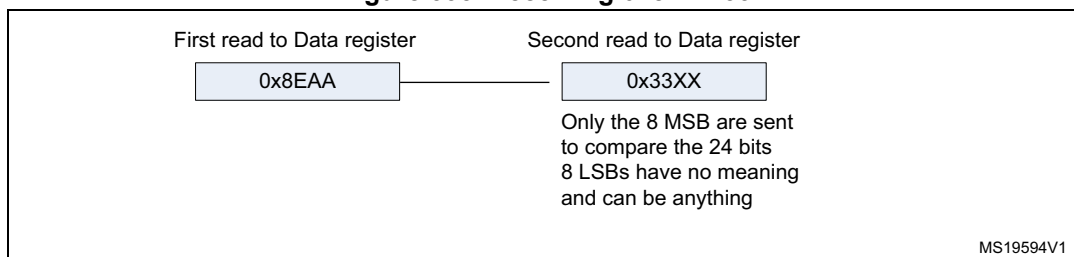 First read to Data register
Second read to Data register
0x8EAA
0x33XX
Only the 8 MSB are sent
to compare the 24 bits
8 LSBs have no meaning
and can be anything
MS19594V1